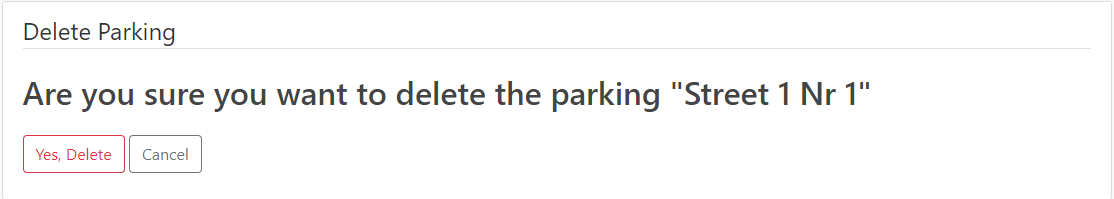 Delete Parking
Are you sure you want to delete the parking "Street 1 Nr 1"
Yes, Delete Cancel